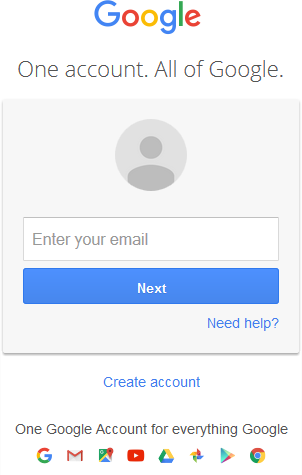 Google
One account. All of Google.
Enter your email
Next
Need help?
Create account
One Google Account for everything Google